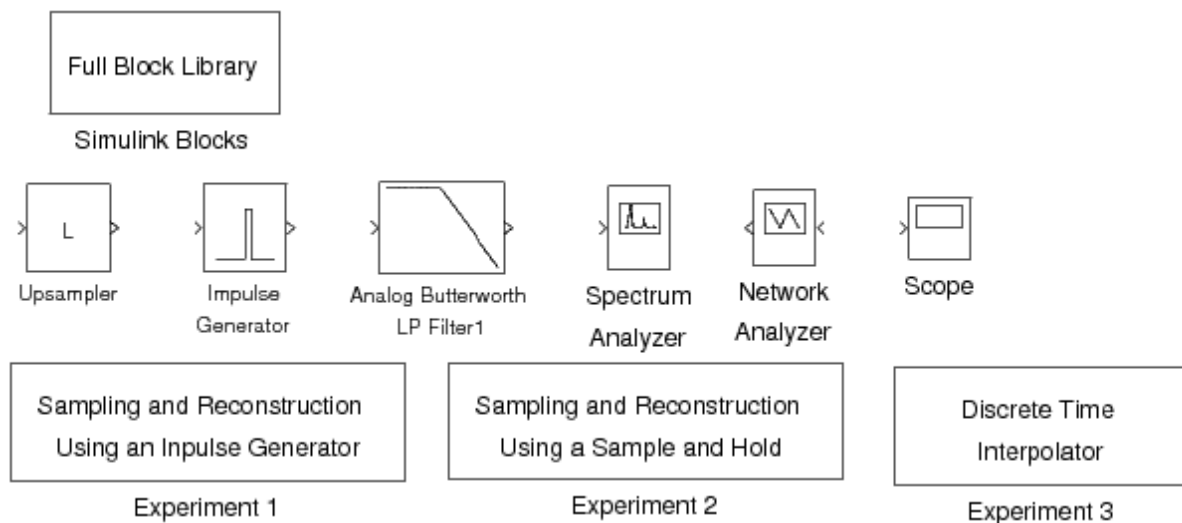 Full Block Library
Simulink Blocks
L
Upsampler
Impulse
Generator
Analog Butterworth
LP Filter1
Spectrum
Analyzer
Network
Analyzer
Scope
Sampling and Reconstruction
Using an Inpulse Generator
Experiment 1
Sampling and Reconstruction
Using a Sample and Hold
Experiment 2
Discrete Time
Interpolator
Experiment 3